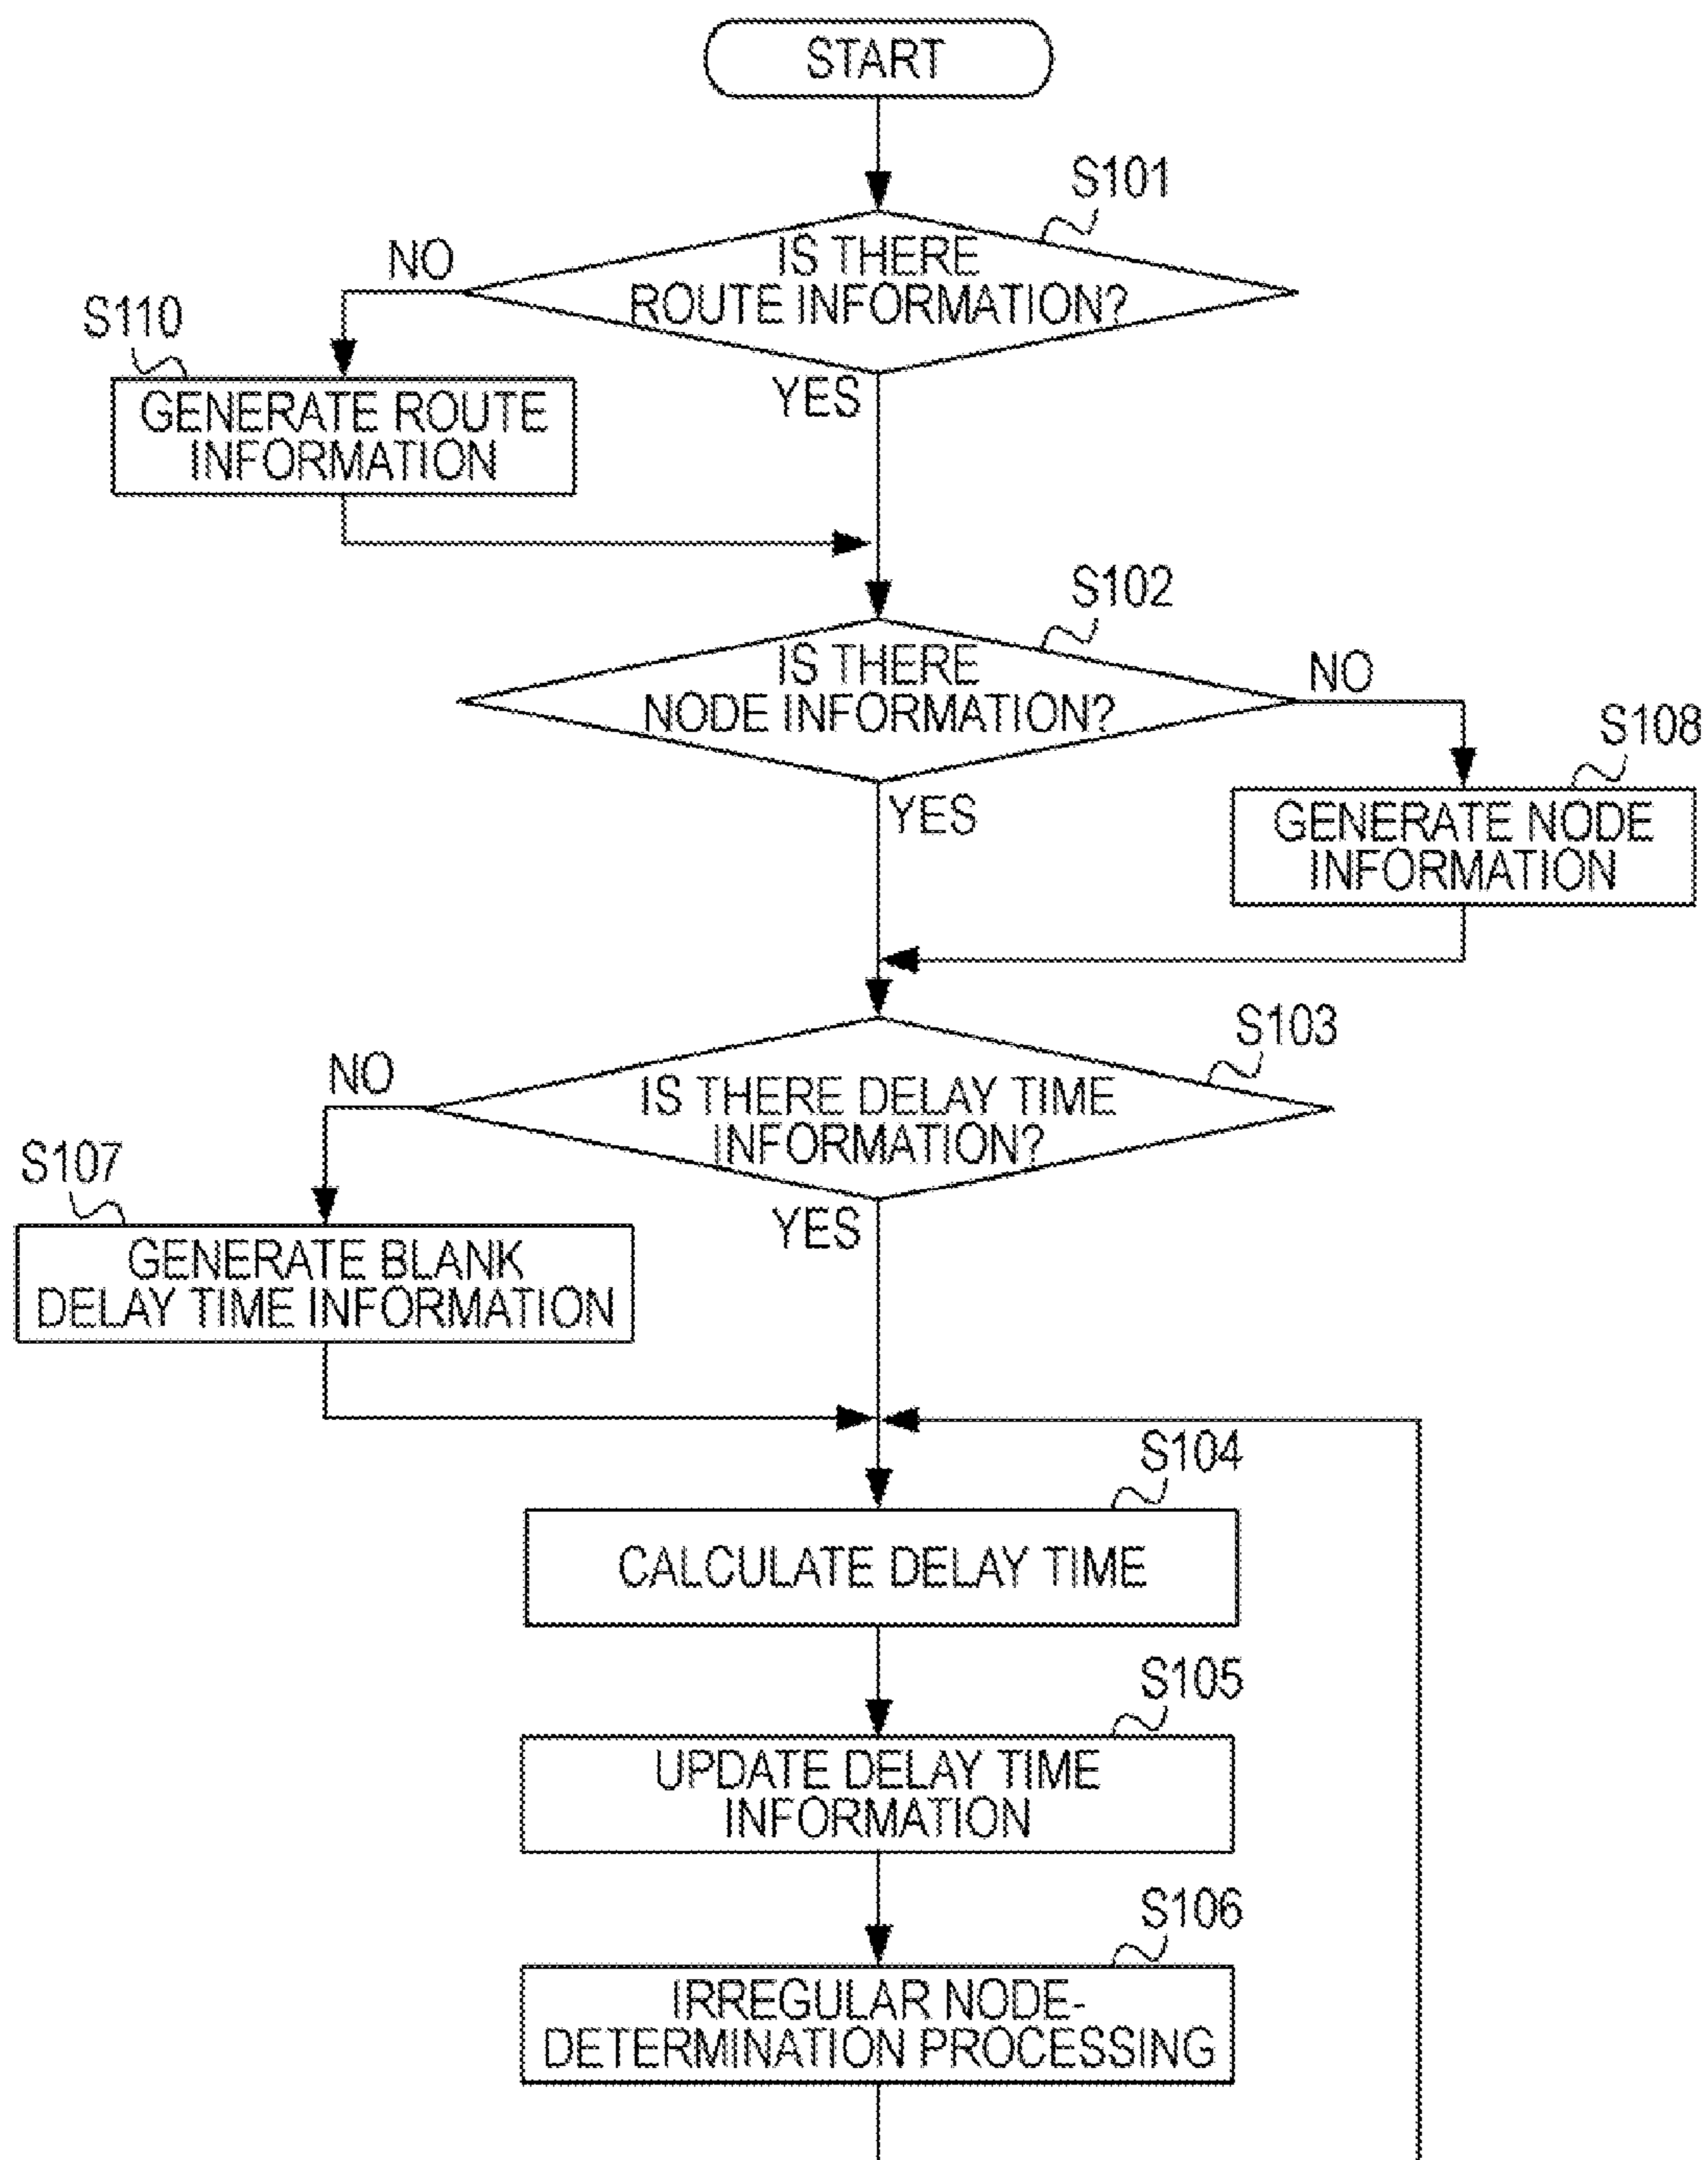 START
S101
IS THERE
ROUTE INFORMATION?
NO
S110
GENERATE ROUTE
INFORMATION
YES
S102
IS THERE
NODE INFORMATION?
NO
S108
GENERATE NODE
INFORMATION
YES
S103
IS THERE DELAY TIME
INFORMATION?
NO
S107
GENERATE BLANK
DELAY TIME INFORMATION
YES
S104
CALCULATE DELAY TIME
S105
UPDATE DELAY TIME
INFORMATION
S106
IRREGULAR NODE-
DETERMINATION PROCESSING